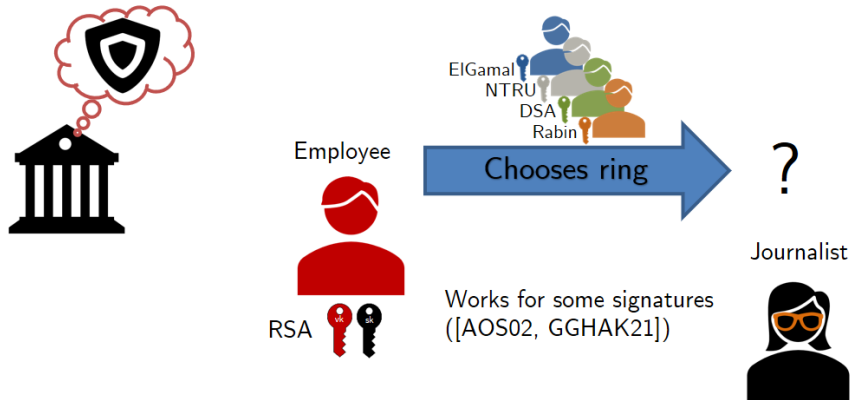 ElGamal
NTRU
DSA
Rabin
Employee
Chooses ring
?
Journalist
Works for some signatures
([AOS02, GGHAK21])
RSA
vk
sk